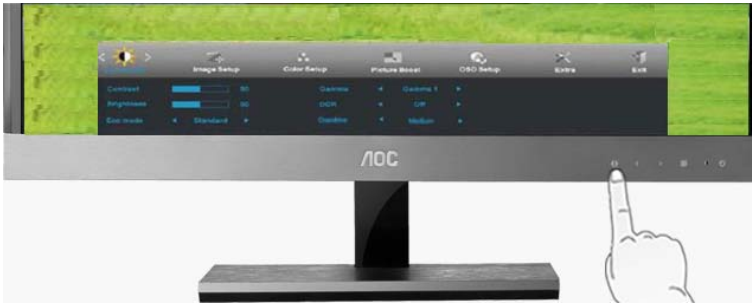 < >
Image Setup Color Setup Picture Boost OSD Setup Extra Exit
Contrast 50 Gamma ◄ Gamma 1 ►
Brightness 90 DCR ◄ Off ►
Eco mode ◄ Standard ► Overdrive ◄ Medium ►
AOC